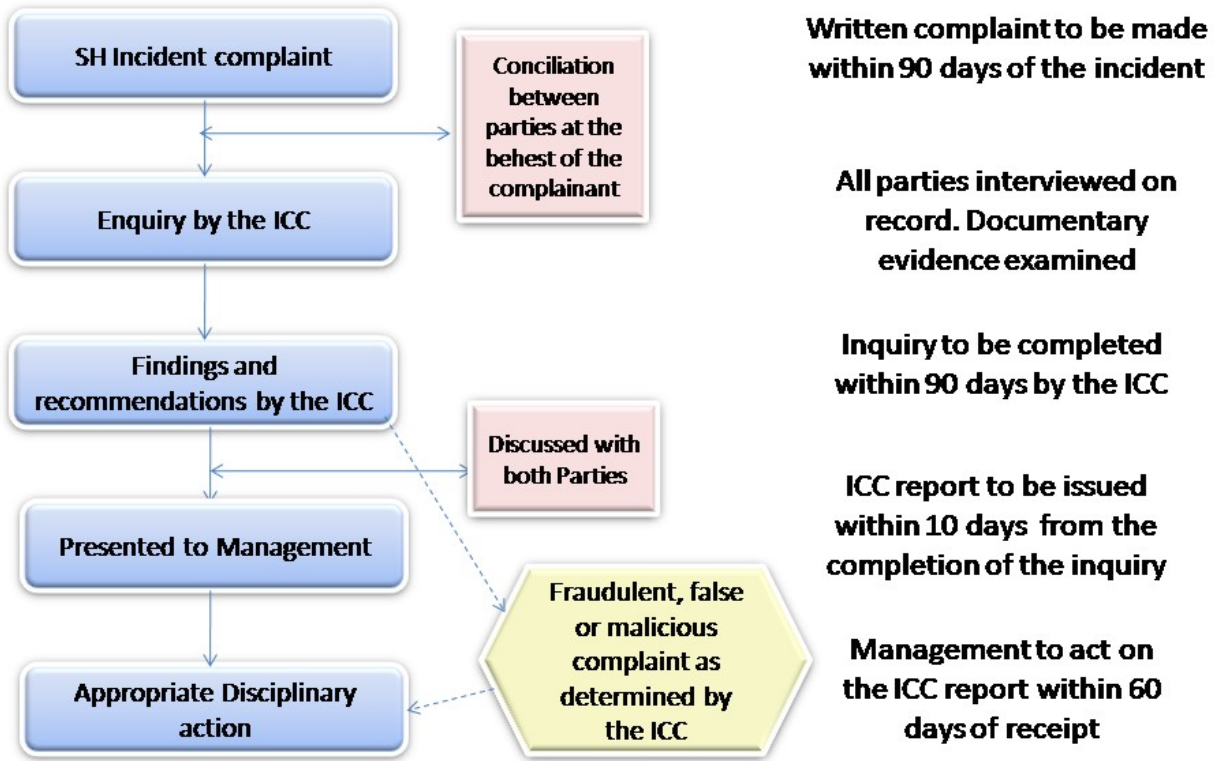 SH Incident complaint
Conciliation
between
parties at the
behest of the
complainant
Written complaint to be made
within 90 days of the incident
Enquiry by the ICC
All parties interviewed on
record. Documentary
evidence examined
Findings and
recommendations by the ICC
Inquiry to be completed
within 90 days by the ICC
Discussed with
both Parties
Presented to Management
ICC report to be issued
within 10 days from the
completion of the inquiry
Fraudulent, false
or malicious
complaint as
determined by
the ICC
Appropriate Disciplinary
action
Management to act on
the ICC report within 60
days of receipt